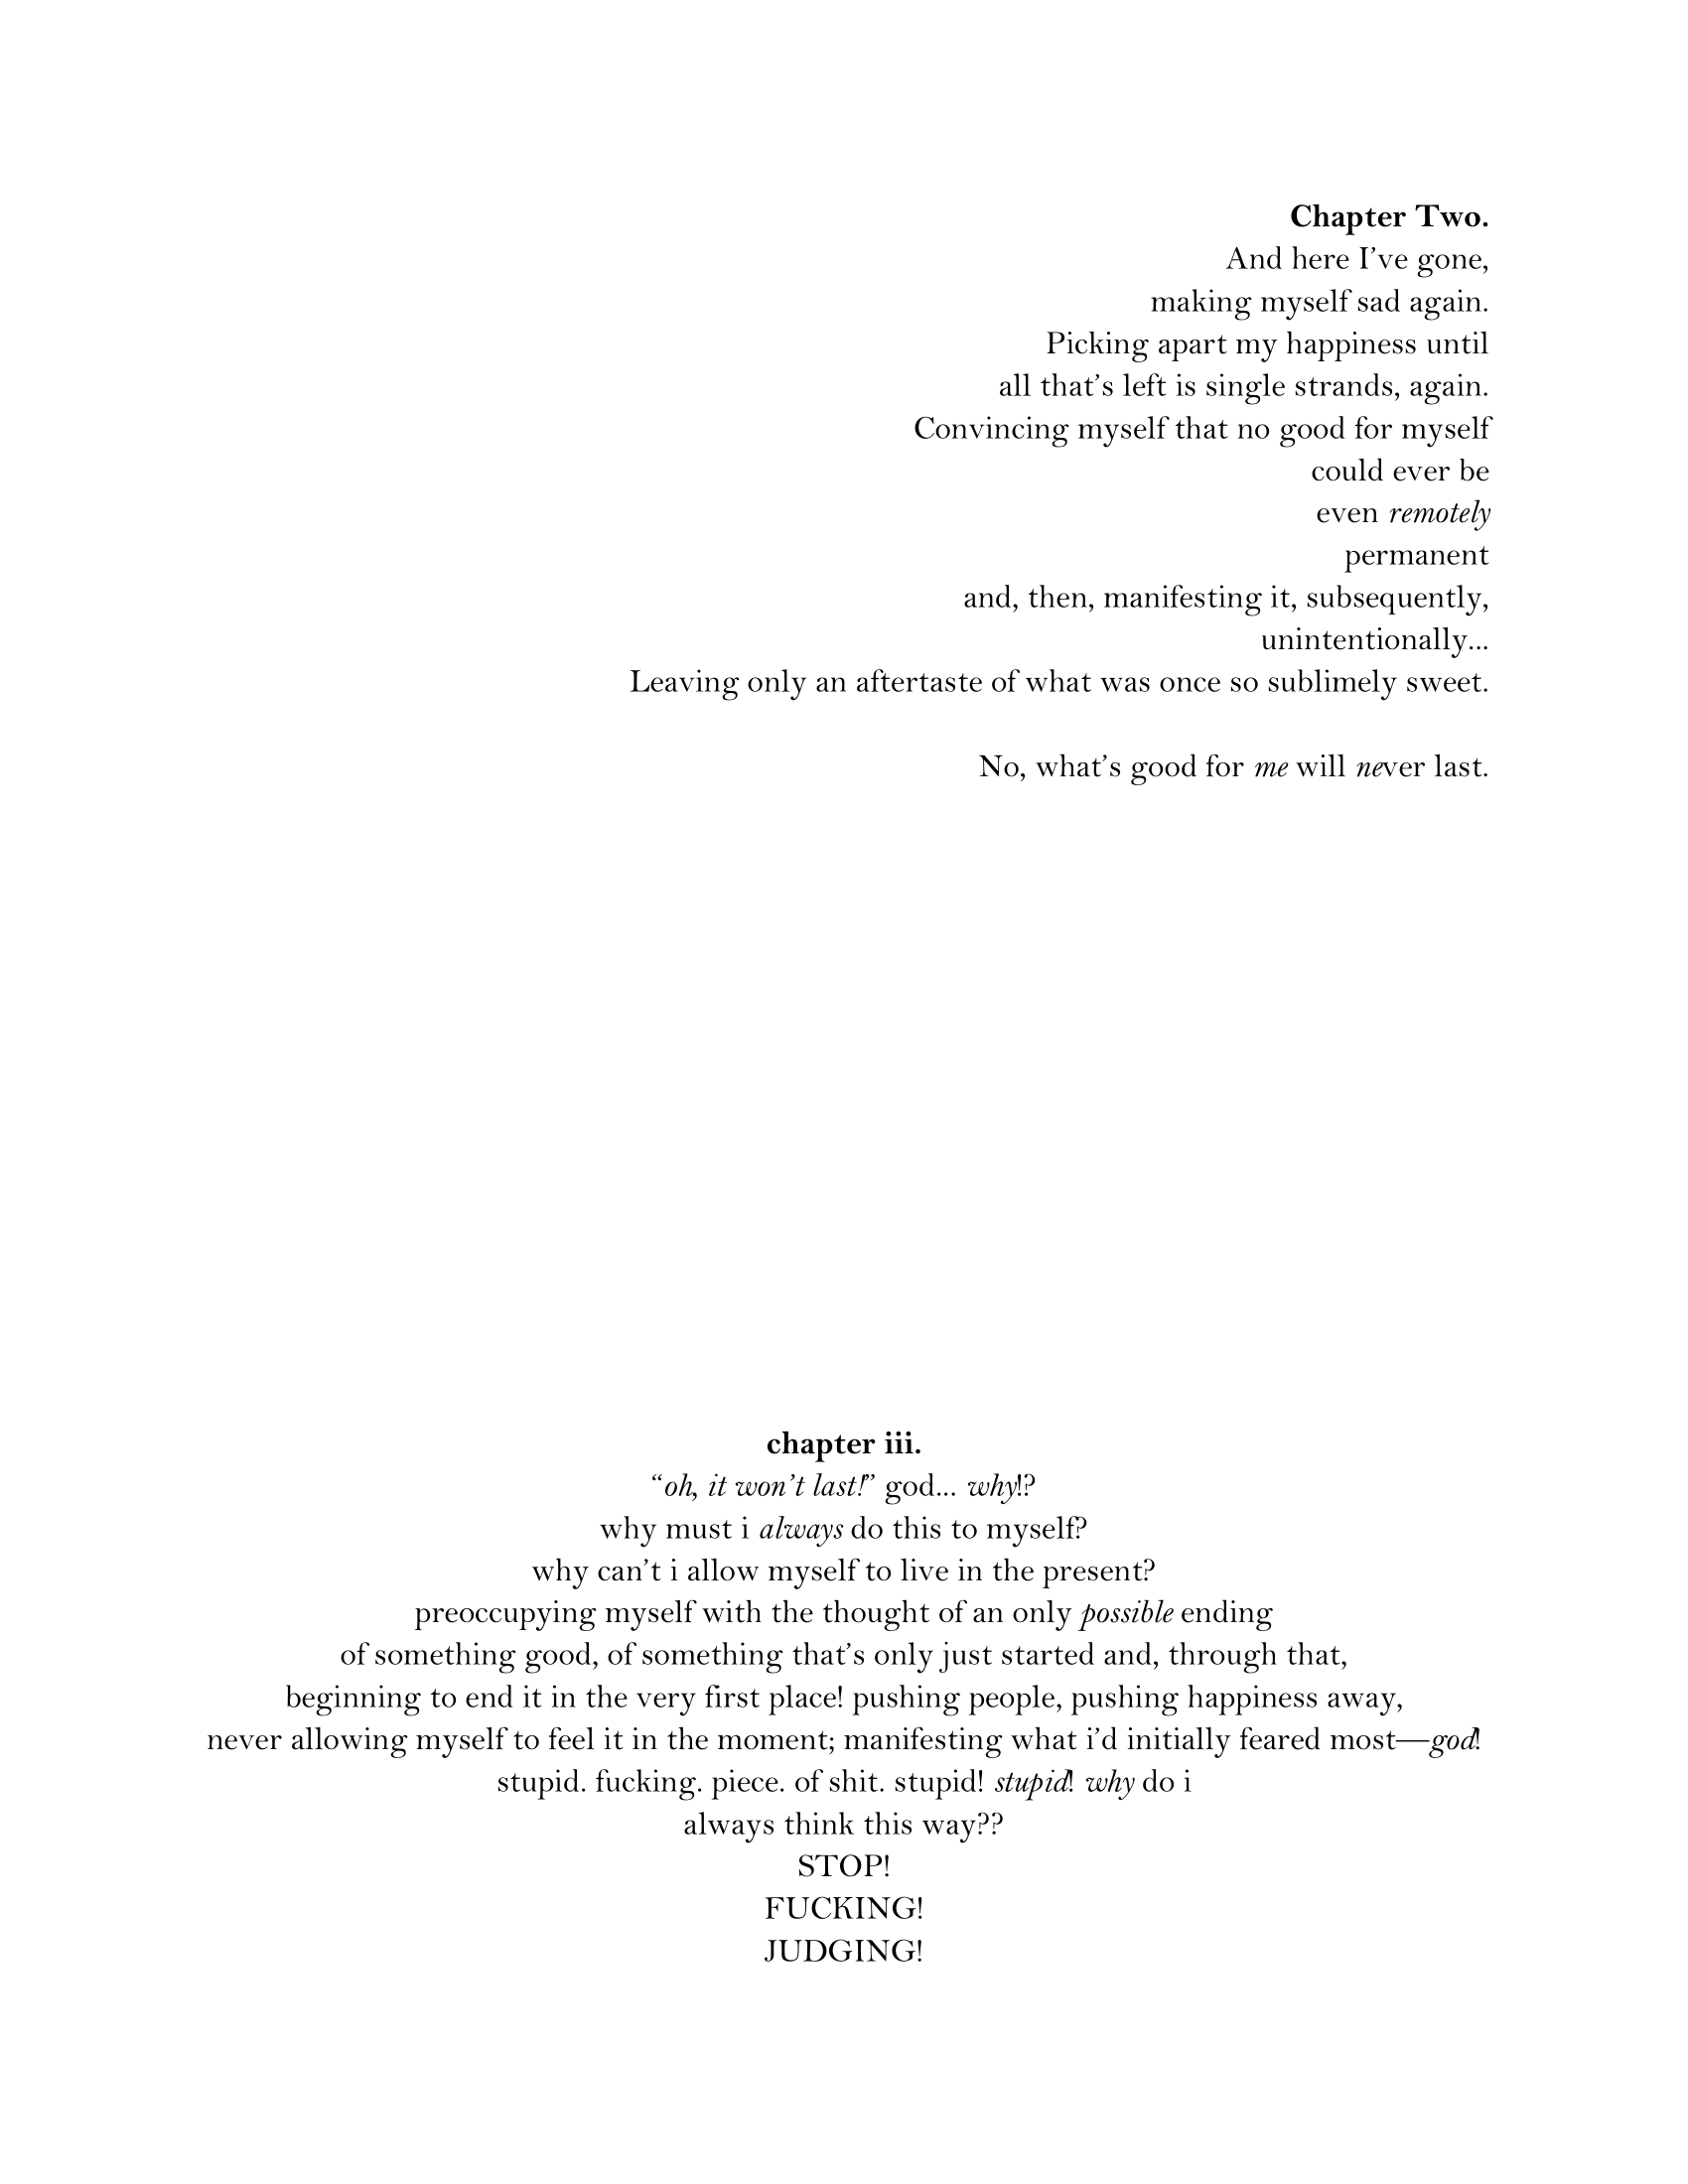 Chapter Two.
And here I’ve gone,
making myself sad again.
Picking apart my happiness until
all that’s left is single strands, again.
Convincing myself that no good for myself
could ever be
even remotely
permanent
and, then, manifesting it, subsequently,
unintentionally...
Leaving only an aftertaste of what was once so sublimely sweet.
No, what’s good for me will never last.
chapter iii.
“oh, it won’t last!” god... why!?
why must i always do this to myself?
why can’t i allow myself to live in the present?
preoccupying myself with the thought of an only possible ending
of something good, of something that’s only just started and, through that,
beginning to end it in the very first place! pushing people, pushing happiness away,
never allowing myself to feel it in the moment; manifesting what i’d initially feared most—god!
stupid. fucking. piece. of shit. stupid! stupid! why do i
always think this way??
STOP!
FUCKING!
JUDGING!